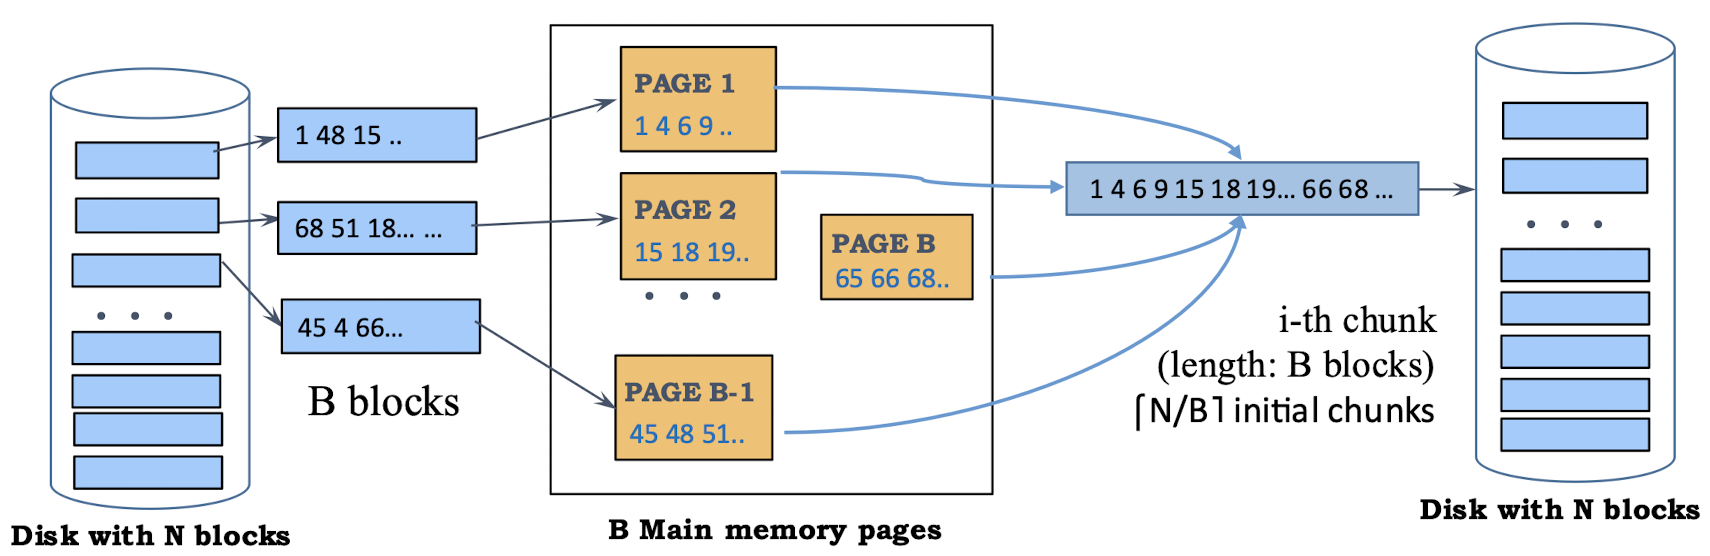 1 48 15 ..
68 51 18... ...
45 4 66...
B blocks
Disk with N blocks
PAGE 1
1 4 6 9 ..
PAGE 2
15 18 19..
. . .
PAGE B
65 66 68..
PAGE B-1
45 48 51..
B Main memory pages
1 4 6 9 15 18 19... 66 68 ...
i-th chunk
(length: B blocks)
⌈N/B⌉ initial chunks
. . .
Disk with N blocks